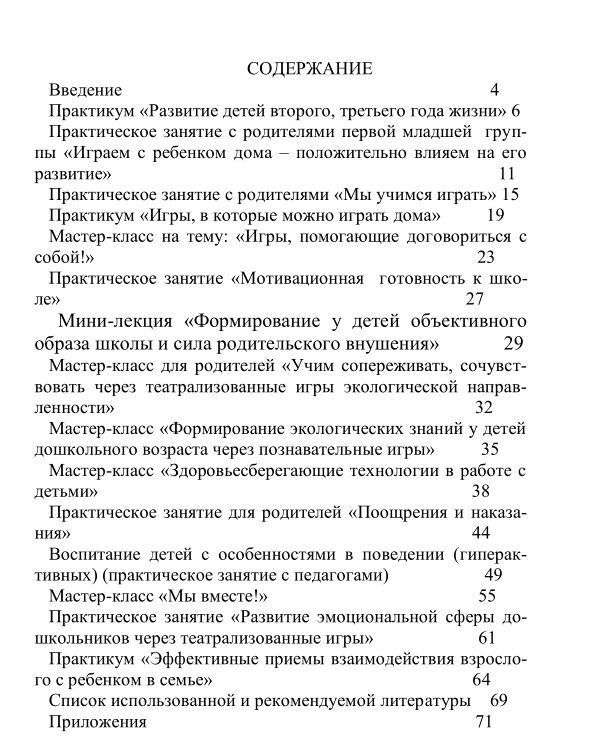 СОДЕРЖАНИЕ
Введение 4
Практикум «Развитие детей второго, третьего года жизни» 6
Практическое занятие с родителями первой младшей груп-
пы «Играем с ребенком дома – положительно влияем на его
развитие» 11
Практическое занятие с родителями «Мы учимся играть» 15
Практикум «Игры, в которые можно играть дома» 19
Мастер-класс на тему: «Игры, помогающие договориться с
собой!» 23
Практическое занятие «Мотивационная готовность к шко-
ле» 27
Мини-лекция «Формирование у детей объективного
образа школы и сила родительского внушения» 29
Мастер-класс для родителей «Учим сопереживать, сочувст-
вовать через театрализованные игры экологической направ-
ленности» 32
Мастер-класс «Формирование экологических знаний у детей
дошкольного возраста через познавательные игры» 35
Мастер-класс «Здоровьесберегающие технологии в работе с
детьми» 38
Практическое занятие для родителей «Поощрения и наказа-
ния» 44
Воспитание детей с особенностями в поведении (гиперак-
тивных) (практическое занятие с педагогами) 49
Мастер-класс «Мы вместе!» 55
Практическое занятие «Развитие эмоциональной сферы до-
школьников через театрализованные игры» 61
Практикум «Эффективные приемы взаимодействия взросло-
го с ребенком в семье» 64
Список использованной и рекомендуемой литературы 69
Приложения 71